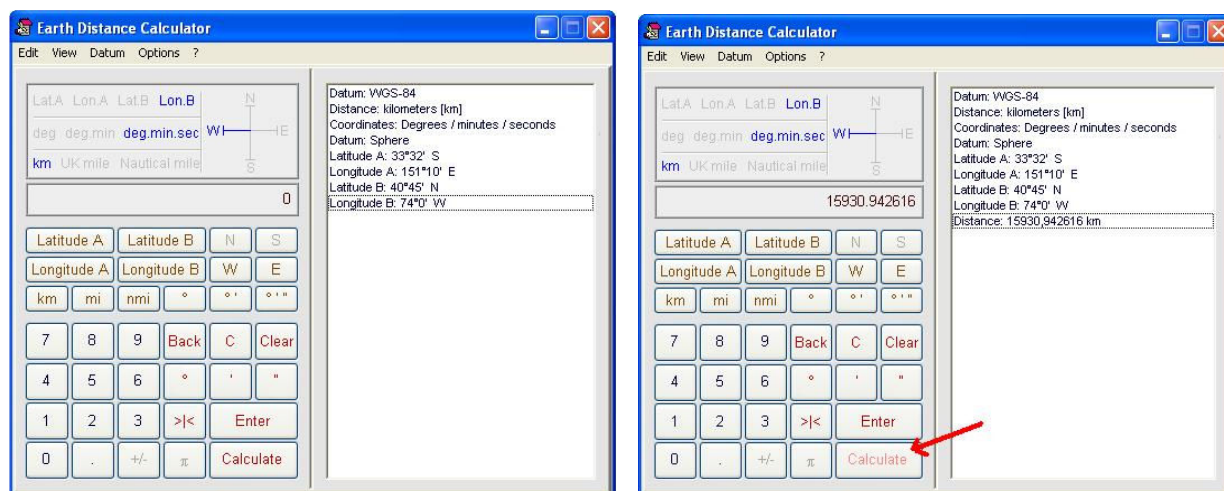 Earth Distance Calculator
Edit View Datum Options ?
Lat.A Lon.A Lat.B Lon.B
N
deg deg.min deg.min.sec
W E
km UK mile Nautical mile
S
0
Latitude A Latitude B N S
Longitude A Longitude B W E
km mi nmi ° ° ' ° ' "
7 8 9 Back C Clear
4 5 6 ° ' "
1 2 3 >|< Enter
0 . +/- π Calculate
Datum: WGS-84
Distance: kilometers [km]
Coordinates: Degrees / minutes / seconds
Datum: Sphere
Latitude A: 33°32' S
Longitude A: 151°10' E
Latitude B: 40°45' N
Longitude B: 74°0' W
Earth Distance Calculator
Edit View Datum Options ?
Lat.A Lon.A Lat.B Lon.B
N
deg deg.min deg.min.sec
W E
km UK mile Nautical mile
S
15930.942616
Latitude A Latitude B N S
Longitude A Longitude B W E
km mi nmi ° ° ' ° ' "
7 8 9 Back C Clear
4 5 6 ° ' "
1 2 3 >|< Enter
0 . +/- π Calculate
Datum: WGS-84
Distance: kilometers [km]
Coordinates: Degrees / minutes / seconds
Datum: Sphere
Latitude A: 33°32' S
Longitude A: 151°10' E
Latitude B: 40°45' N
Longitude B: 74°0' W
Distance: 15930,942616 km